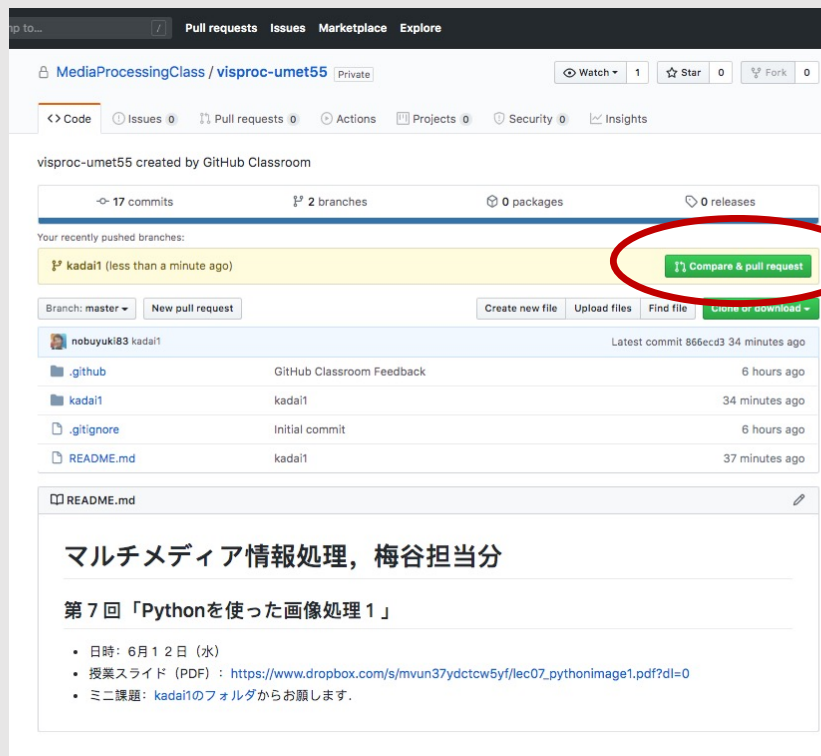 np to... / Pull requests Issues Marketplace Explore
MediaProcessingClass / visproc-umet55 Private Watch 1 Star 0 Fork 0
<> Code Issues 0 Pull requests 0 Actions Projects 0 Security 0 Insights
visproc-umet55 created by GitHub Classroom
17 commits 2 branches 0 packages 0 releases
Your recently pushed branches:
kadai1 (less than a minute ago) Compare & pull request
Branch: master New pull request Create new file Upload files Find file Clone or download
nobuyuki83 kadai1 Latest commit 866ecd3 34 minutes ago
.github GitHub Classroom Feedback 6 hours ago
kadai1 kadai1 34 minutes ago
.gitignore Initial commit 6 hours ago
README.md kadai1 37 minutes ago
README.md
マルチメディア情報処理，梅谷担当分
第７回「Pythonを使った画像処理１」
• 日時: 6月１２日（水）
• 授業スライド（PDF）: https://www.dropbox.com/s/mvun37ydctcw5yf/lec07_pythonimage1.pdf?dl=0
• ミニ課題: kadai1のフォルダからお願します.